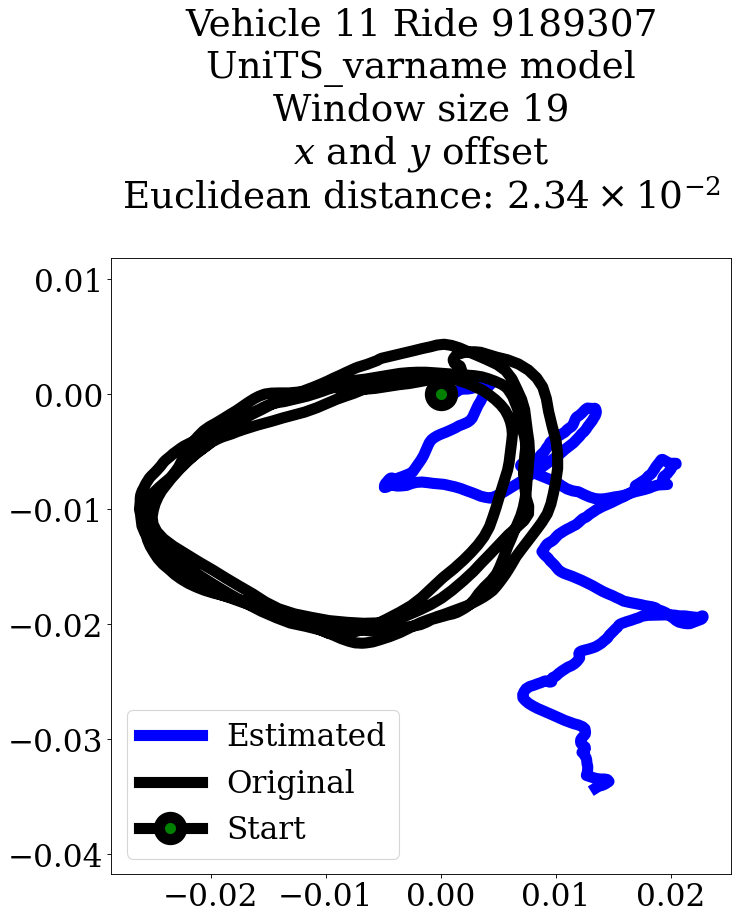 Vehicle 11 Ride 9189307
UniTS_varname model
Window size 19
x and y offset
Euclidean distance: 2.34 × 10⁻²
0.01
0.00
−0.01
−0.02
−0.03
−0.04
Estimated
Original
Start
−0.02 −0.01 0.00 0.01 0.02